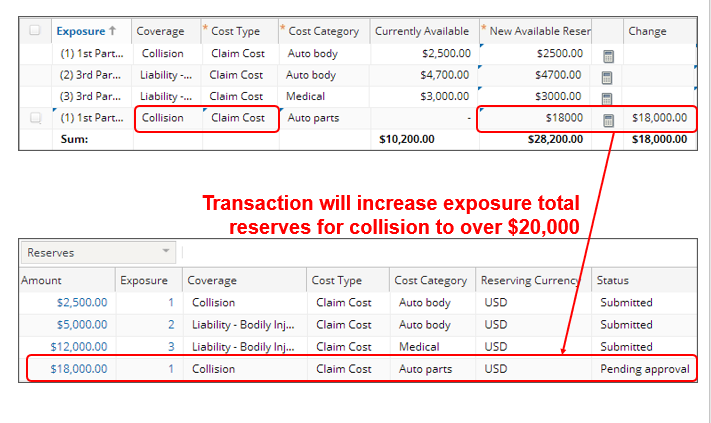 Exposure ↑ Coverage * Cost Type * Cost Category Currently Available * New Available Reser Change
(1) 1st Part... Collision Claim Cost Auto body $2,500.00 $2500.00
(2) 3rd Par... Liability -... Claim Cost Auto body $4,700.00 $4700.00
(3) 3rd Par... Liability -... Claim Cost Medical $3,000.00 $3000.00
(1) 1st Part... Collision Claim Cost Auto parts - $18000 $18,000.00
Sum: $10,200.00 $28,200.00 $18,000.00
Transaction will increase exposure total
reserves for collision to over $20,000
Reserves
Amount Exposure Coverage Cost Type Cost Category Reserving Currency Status
$2,500.00 1 Collision Claim Cost Auto body USD Submitted
$5,000.00 2 Liability - Bodily Inj... Claim Cost Auto body USD Submitted
$12,000.00 3 Liability - Bodily Inj... Claim Cost Medical USD Submitted
$18,000.00 1 Collision Claim Cost Auto parts USD Pending approval